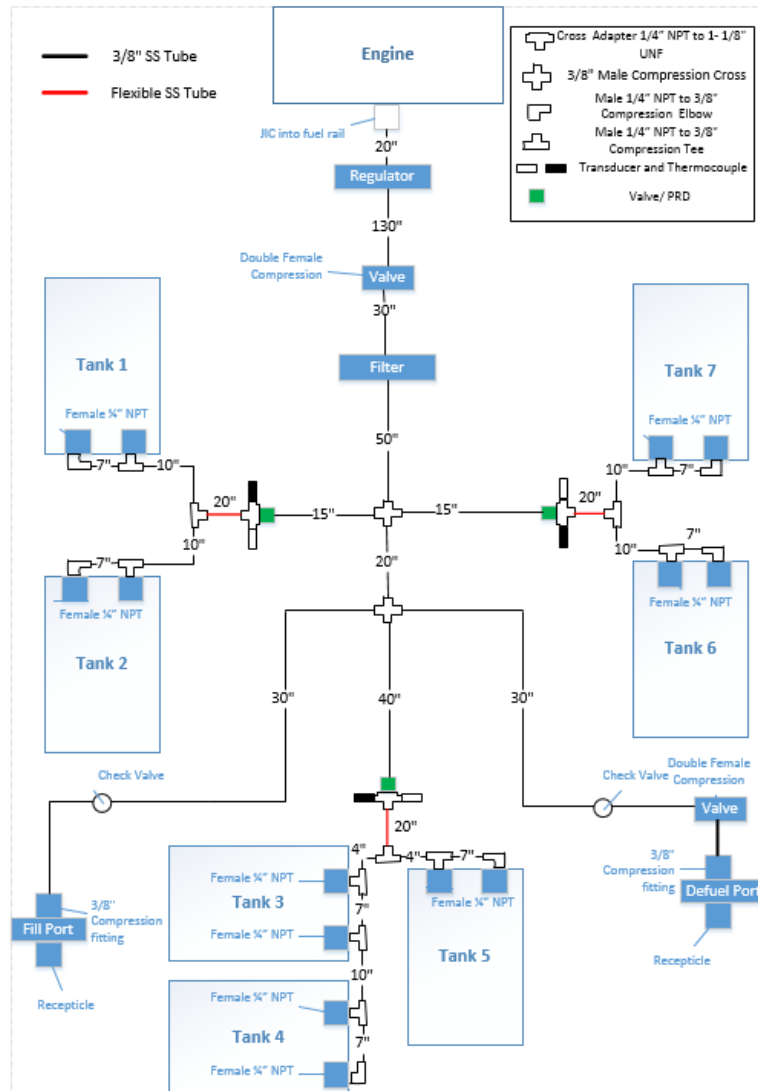 Engine
3/8" SS Tube
Flexible SS Tube
Cross Adapter 1/4" NPT to 1- 1/8"
UNF
3/8" Male Compression Cross
Male 1/4" NPT to 3/8"
Compression Elbow
Male 1/4" NPT to 3/8"
Compression Tee
Transducer and Thermocouple
Valve/ PRD
JIC into fuel rail
20"
Regulator
130"
Double Female
Compression
Valve
30"
Filter
Tank 1
Tank 7
Female ¼" NPT
Female ¼" NPT
50"
7"
10"
10"
7"
20"
20"
15"
15"
10"
10"
7"
7"
20"
Female ¼" NPT
Female ¼" NPT
Tank 2
Tank 6
30"
40"
30"
Check Valve
Check Valve
Double Female
Compression
Valve
20"
4"
4"
7"
3/8"
Compression
fitting
Defuel Port
Recepticle
Female ¼" NPT
Tank 3
Female ¼" NPT
7"
Female ¼" NPT
Tank 5
3/8"
Compression
fitting
Fill Port
Recepticle
10"
Female ¼" NPT
Tank 4
7"
Female ¼" NPT